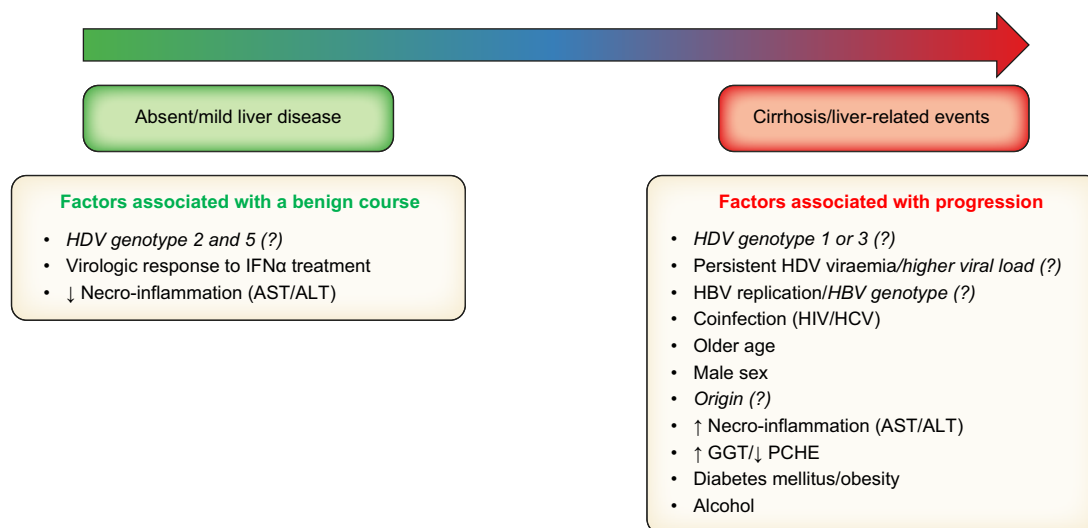 Absent/mild liver disease
Cirrhosis/liver-related events
Factors associated with a benign course
• HDV genotype 2 and 5 (?)
• Virologic response to IFNα treatment
• ↓ Necro-inflammation (AST/ALT)
Factors associated with progression
• HDV genotype 1 or 3 (?)
• Persistent HDV viraemia/higher viral load (?)
• HBV replication/HBV genotype (?)
• Coinfection (HIV/HCV)
• Older age
• Male sex
• Origin (?)
• ↑ Necro-inflammation (AST/ALT)
• ↑ GGT/↓ PCHE
• Diabetes mellitus/obesity
• Alcohol